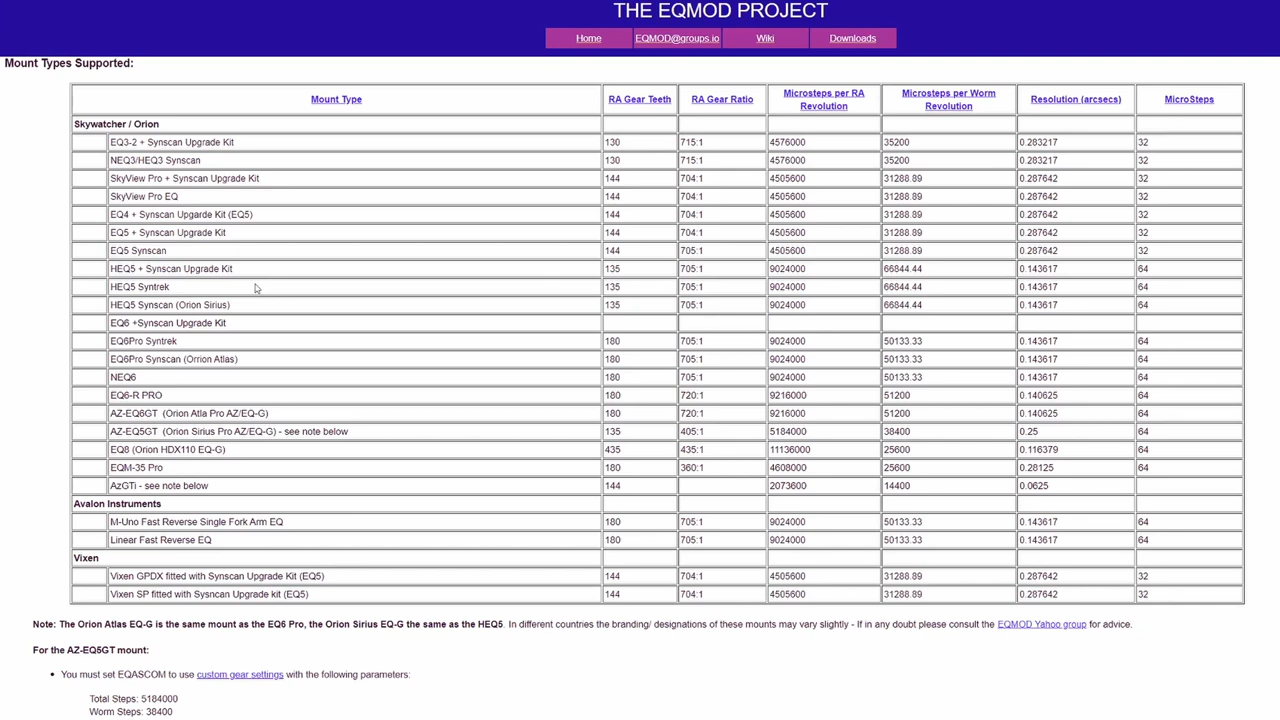 THE EQMOD PROJECT
Home EQMOD@groups.io Wiki Downloads
Mount Types Supported:
Mount Type RA Gear Teeth RA Gear Ratio Microsteps per RA Revolution Microsteps per Worm Revolution Resolution (arcsecs) MicroSteps
Skywatcher / Orion
EQ3-2 + Synscan Upgrade Kit 130 715:1 4576000 35200 0.283217 32
NEQ3/HEQ3 Synscan 130 715:1 4576000 35200 0.283217 32
SkyView Pro + Synscan Upgrade Kit 144 704:1 4505600 31288.89 0.287642 32
SkyView Pro EQ 144 704:1 4505600 31288.89 0.287642 32
EQ4 + Synscan Upgarde Kit (EQ5) 144 704:1 4505600 31288.89 0.287642 32
EQ5 + Synscan Upgrade Kit 144 704:1 4505600 31288.89 0.287642 32
EQ5 Synscan 144 705:1 4505600 31288.89 0.287642 32
HEQ5 + Synscan Upgrade Kit 135 705:1 9024000 66844.44 0.143617 64
HEQ5 Syntrek 135 705:1 9024000 66844.44 0.143617 64
HEQ5 Synscan (Orion Sirius) 135 705:1 9024000 66844.44 0.143617 64
EQ6 +Synscan Upgrade Kit
EQ6Pro Syntrek 180 705:1 9024000 50133.33 0.143617 64
EQ6Pro Synscan (Orrion Atlas) 180 705:1 9024000 50133.33 0.143617 64
NEQ6 180 705:1 9024000 50133.33 0.143617 64
EQ6-R PRO 180 720:1 9216000 51200 0.140625 64
AZ-EQ6GT (Orion Atla Pro AZ/EQ-G) 180 720:1 9216000 51200 0.140625 64
AZ-EQ5GT (Orion Sirius Pro AZ/EQ-G) - see note below 135 405:1 5184000 38400 0.25 64
EQ8 (Orion HDX110 EQ-G) 435 435:1 11136000 25600 0.116379 64
EQM-35 Pro 180 360:1 4608000 25600 0.28125 64
AzGTi - see note below 144 2073600 14400 0.0625
Avalon Instruments
M-Uno Fast Reverse Single Fork Arm EQ 180 705:1 9024000 50133.33 0.143617 64
Linear Fast Reverse EQ 180 705:1 9024000 50133.33 0.143617 64
Vixen
Vixen GPDX fitted with Synscan Upgrade Kit (EQ5) 144 704:1 4505600 31288.89 0.287642 32
Vixen SP fitted with Sysncan Upgrade kit (EQ5) 144 704:1 4505600 31288.89 0.287642 32
Note: The Orion Atlas EQ-G is the same mount as the EQ6 Pro, the Orion Sirius EQ-G the same as the HEQ5. In different countries the branding/ designations of these mounts may vary slightly - If in any doubt please consult the EQMOD Yahoo group for advice.
For the AZ-EQ5GT mount:
• You must set EQASCOM to use custom gear settings with the following parameters:
Total Steps: 5184000
Worm Steps: 38400